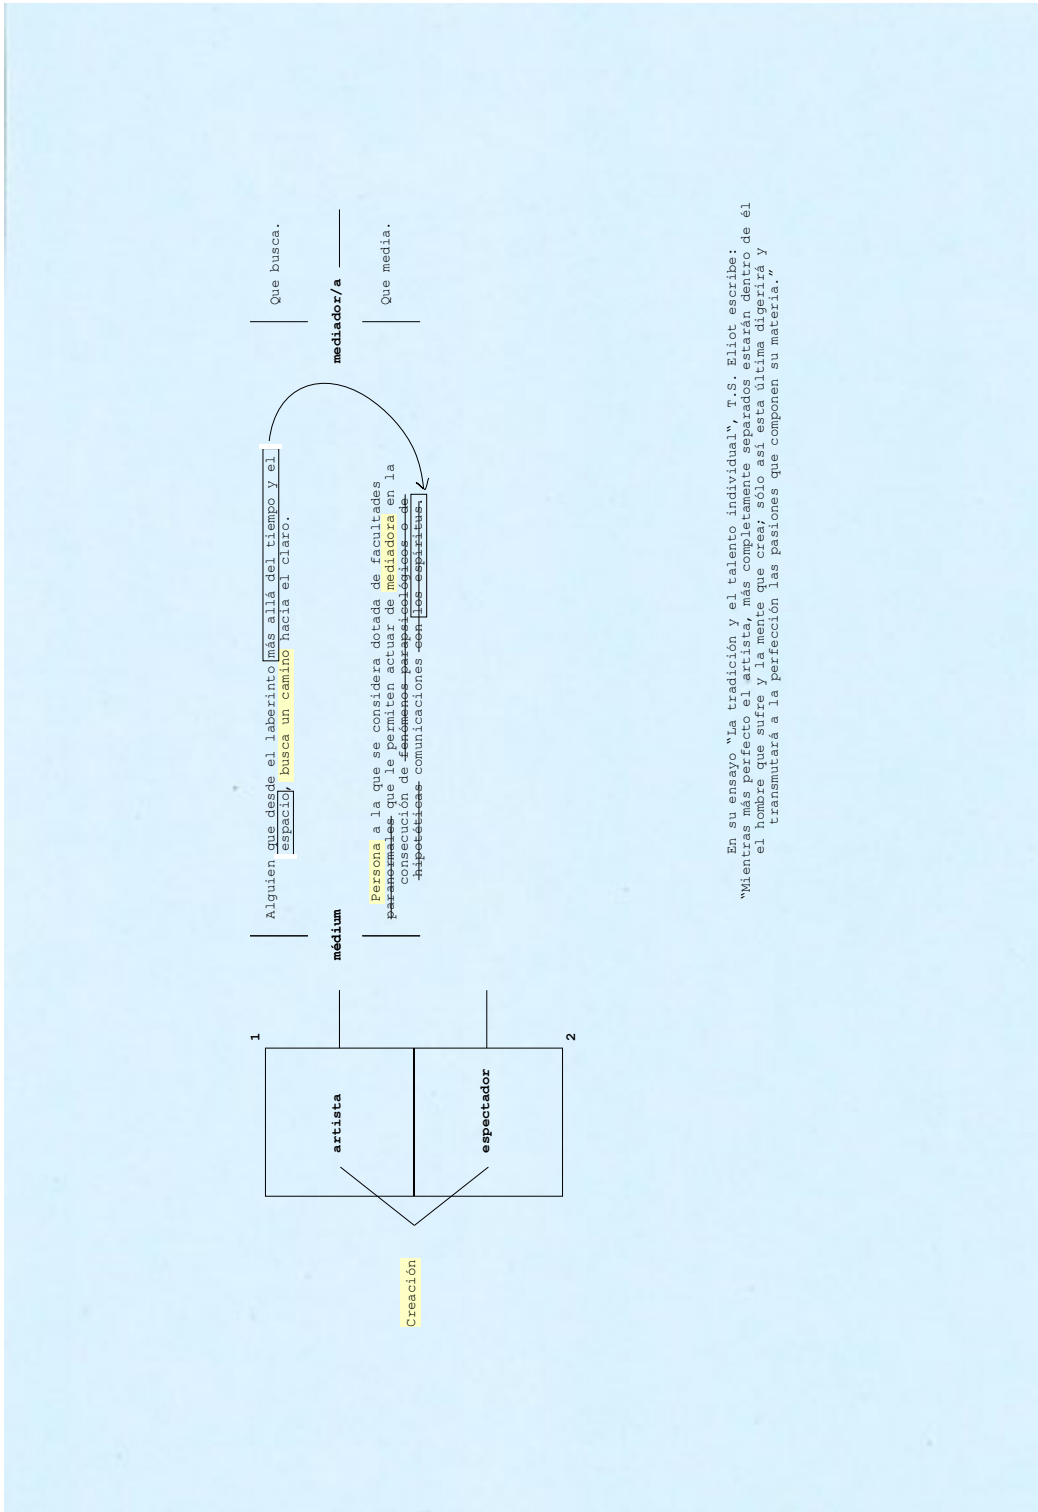 Creación
1
artista
espectador
2
médium
Alguien que desde el laberinto más allá del tiempo y el
espacio, busca un camino hacia el claro.
Persona a la que se considera dotada de facultades
paranormales que le permiten actuar de mediadora en la
consecución de fenómenos parapsicológicos o de
hipotéticas comunicaciones con los espíritus.
mediador/a
Que busca.
Que media.
En su ensayo “La tradición y el talento individual“, T.S. Eliot escribe:
“Mientras más perfecto el artista, más completamente separados estarán dentro de él
el hombre que sufre y la mente que crea; sólo así esta última digerirá y
transmutará a la perfección las pasiones que componen su materia.”